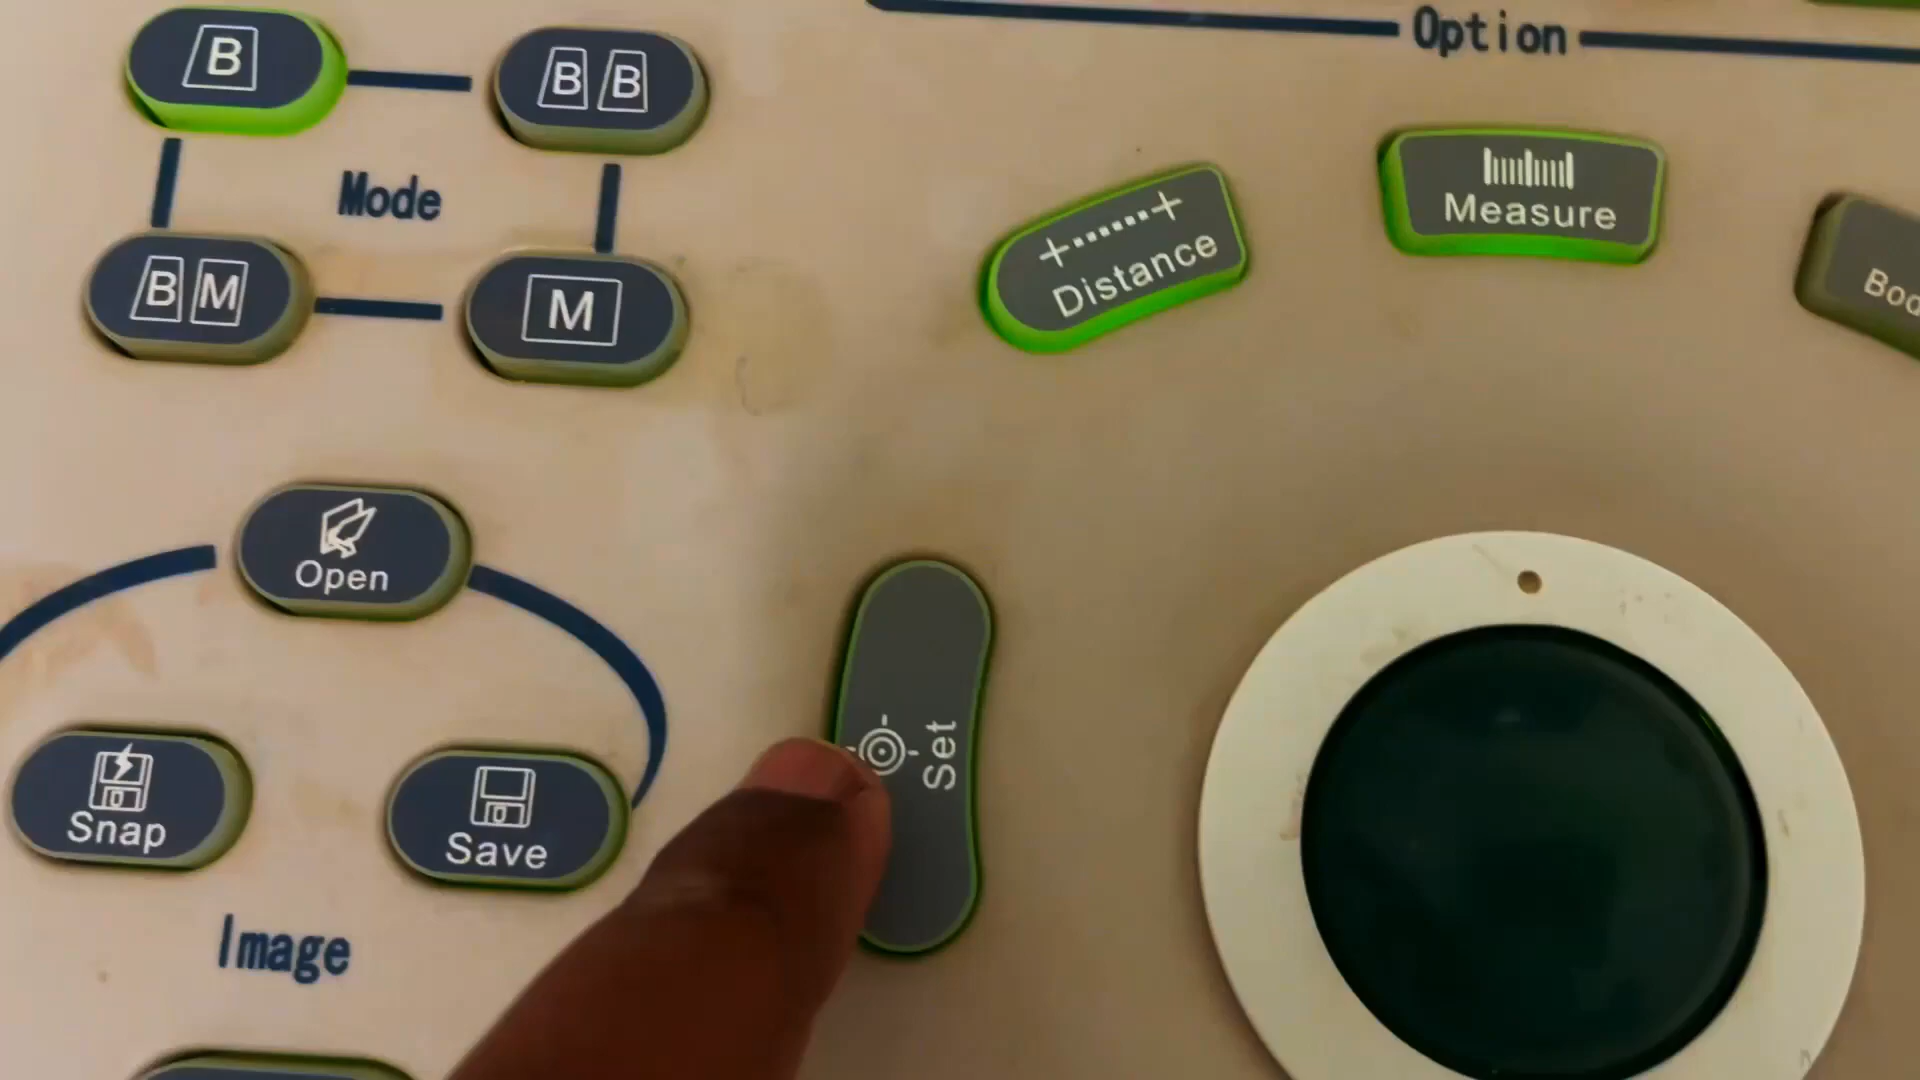 Option
B
B B
Mode
B M
M
Measure
Distance
Open
Set
Snap
Save
Image